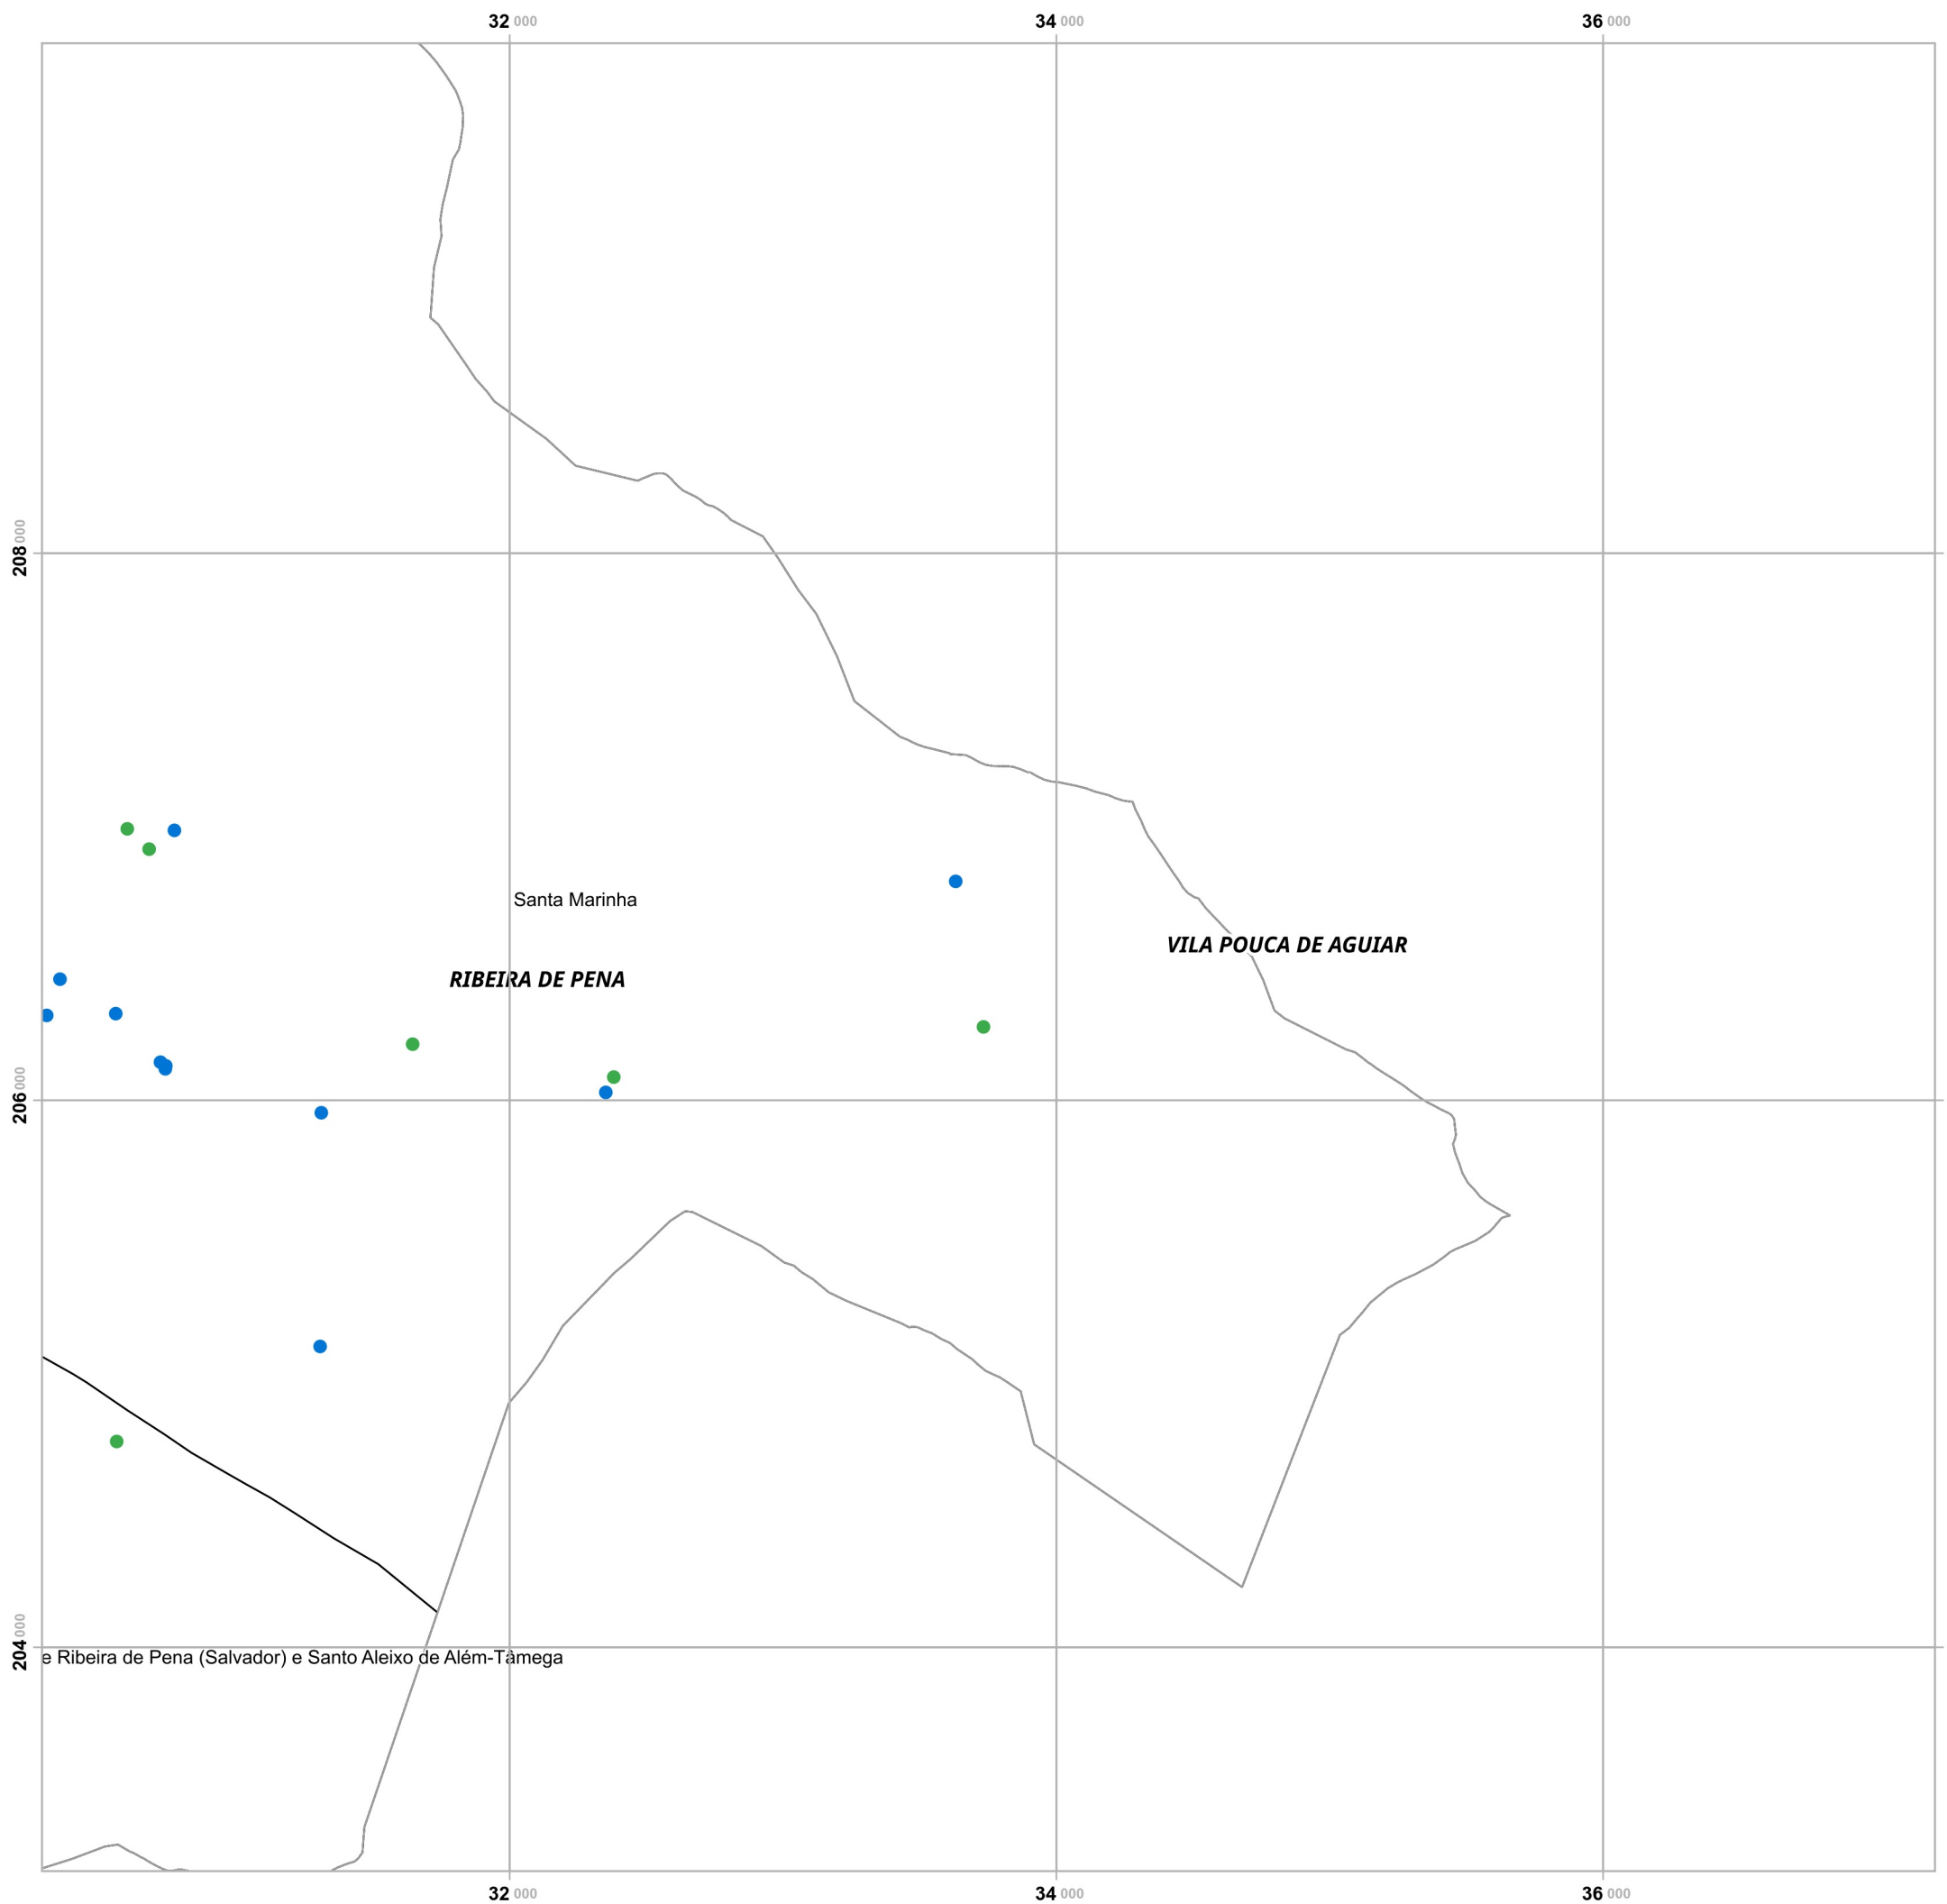 32 000 34 000 36 000
208 000
Santa Marinha
VILA POUCA DE AGUIAR
RIBEIRA DE PENA
206 000
204 000
e Ribeira de Pena (Salvador) e Santo Aleixo de Além-Tâmega
32 000 34 000 36 000